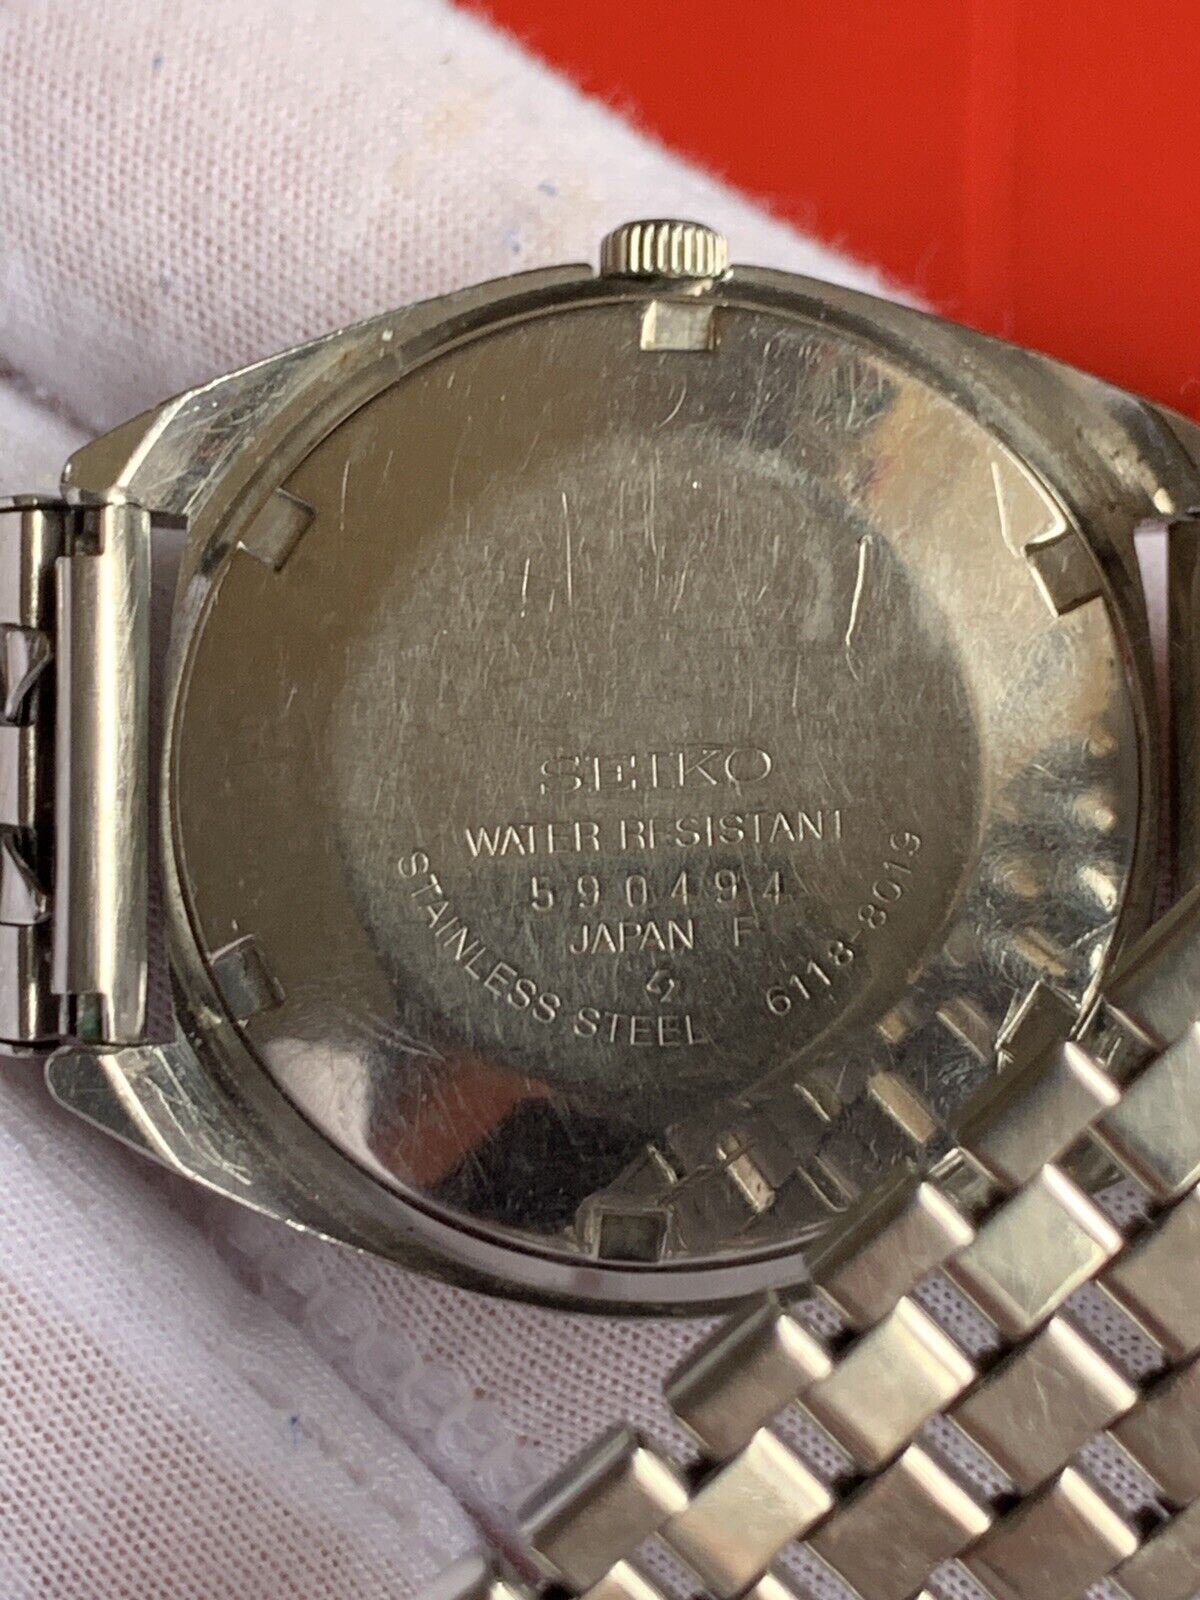 SEIKO
WATER RESISTANT
590494
JAPAN F
STAINLESS STEEL 6118-8019